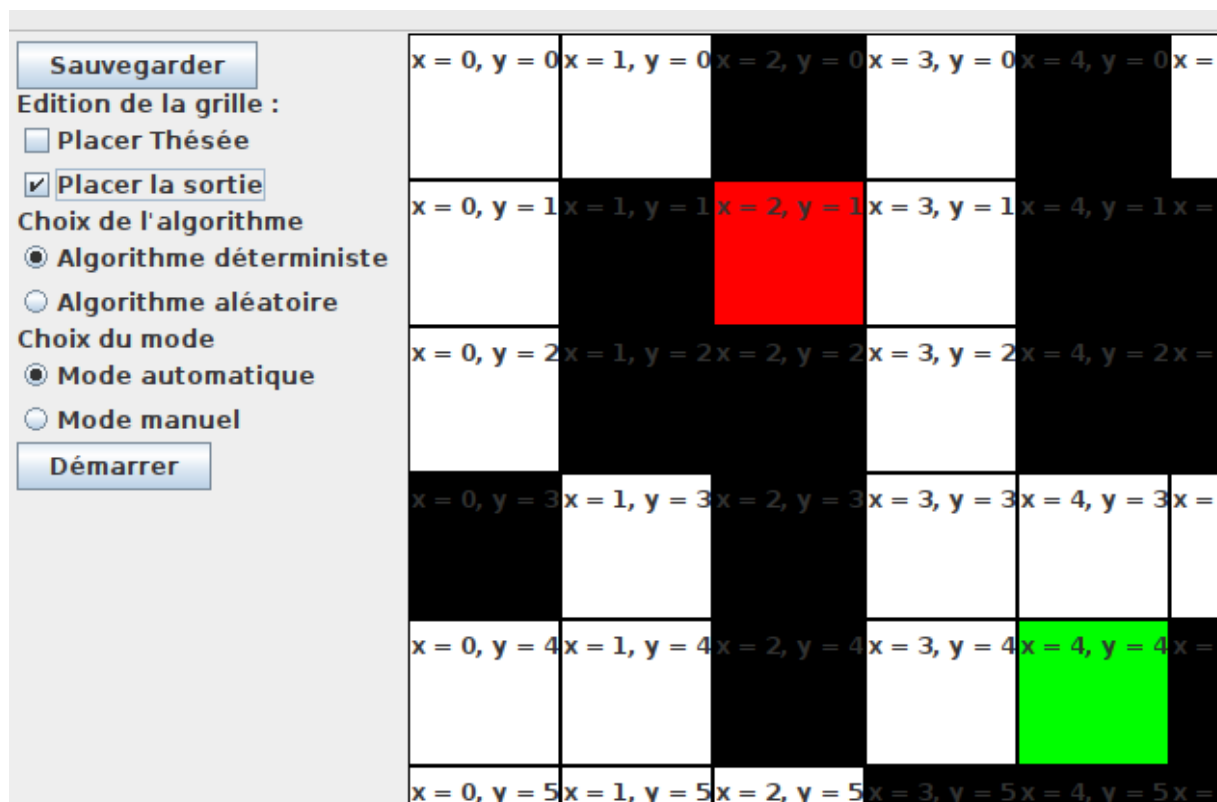 Sauvegarder
Edition de la grille :
Placer Thésée
Placer la sortie
Choix de l'algorithme
Algorithme déterministe
Algorithme aléatoire
Choix du mode
Mode automatique
Mode manuel
Démarrer
x = 0, y = 0 x = 1, y = 0 x = 2, y = 0 x = 3, y = 0 x = 4, y = 0 x =
x = 0, y = 1 x = 1, y = 1 x = 2, y = 1 x = 3, y = 1 x = 4, y = 1 x =
x = 0, y = 2 x = 1, y = 2 x = 2, y = 2 x = 3, y = 2 x = 4, y = 2 x =
x = 0, y = 3 x = 1, y = 3 x = 2, y = 3 x = 3, y = 3 x = 4, y = 3 x =
x = 0, y = 4 x = 1, y = 4 x = 2, y = 4 x = 3, y = 4 x = 4, y = 4 x =
x = 0, y = 5 x = 1, y = 5 x = 2, y = 5 x = 3, y = 5 x = 4, y = 5 x =